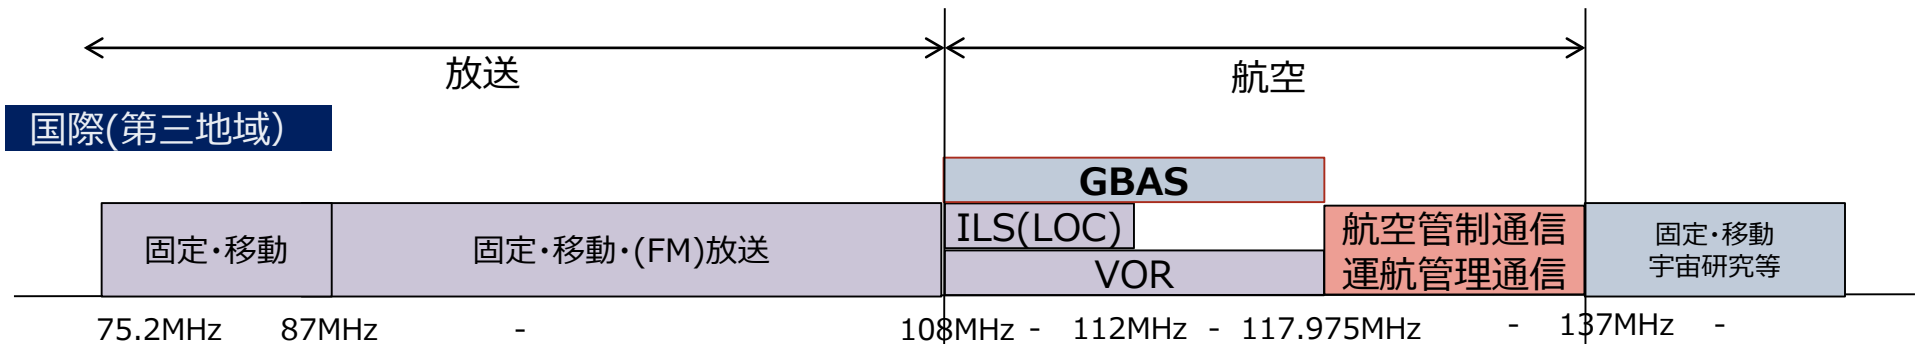 放送
航空
国際(第三地域)
GBAS
ILS(LOC)
VOR
固定・移動
固定・移動・(FM)放送
航空管制通信
運航管理通信
固定・移動
宇宙研究等
75.2MHz 87MHz - 108MHz - 112MHz - 117.975MHz - 137MHz -